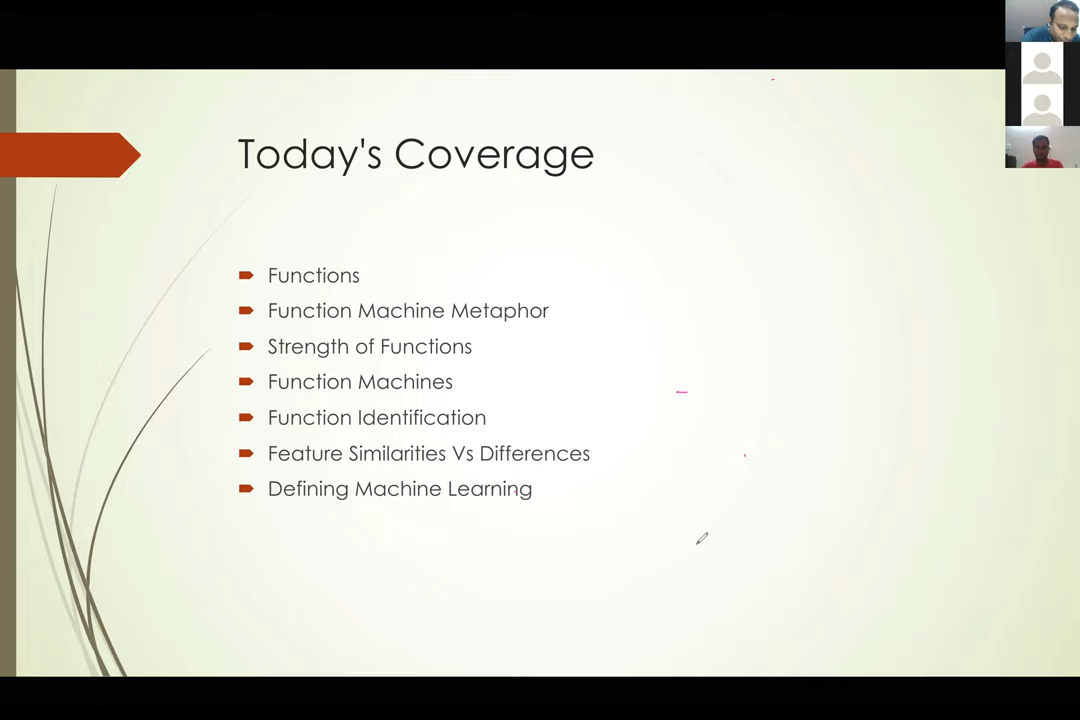 Today's Coverage
Functions
Function Machine Metaphor
Strength of Functions
Function Machines
Function Identification
Feature Similarities Vs Differences
Defining Machine Learning